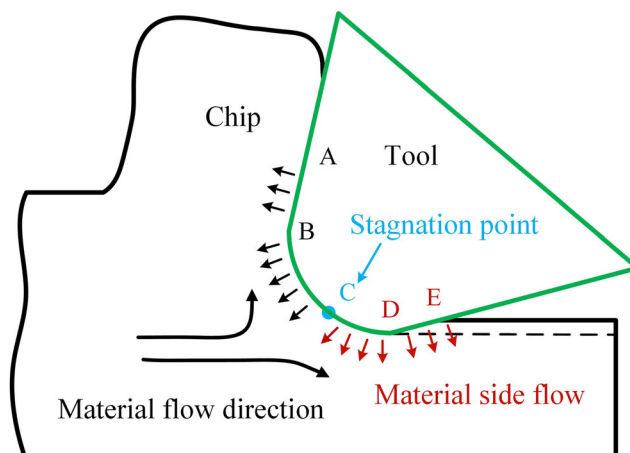 Chip
A
Tool
B
Stagnation point
C
D
E
Material flow direction
Material side flow